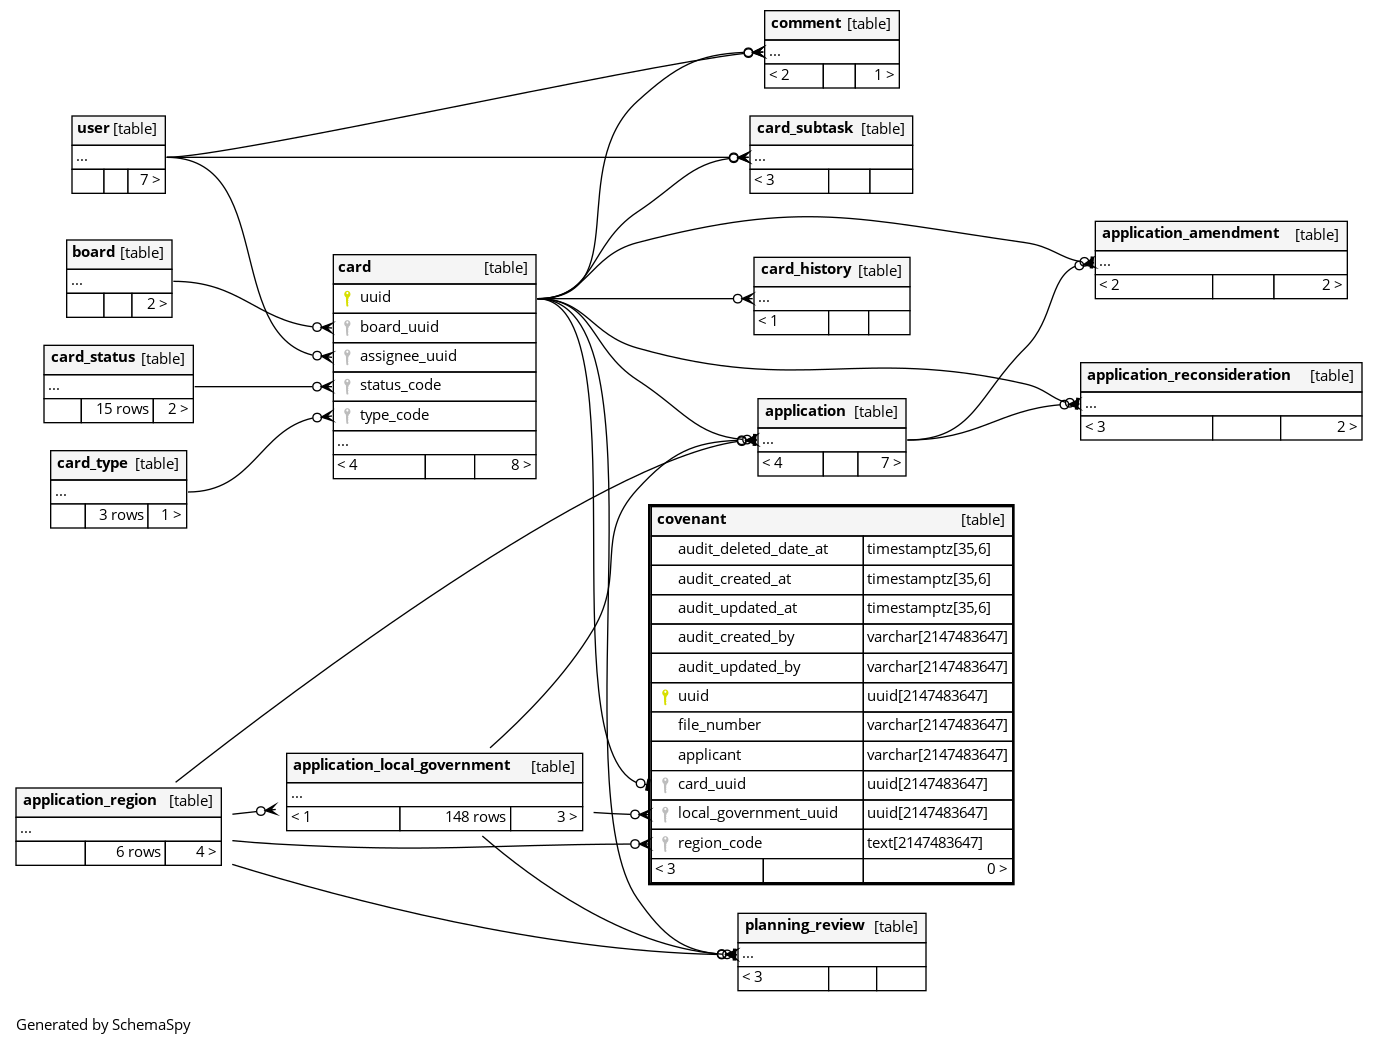 comment [table]
...
< 2 1 >
user [table]
...
7 >
card_subtask [table]
...
< 3
board [table]
...
2 >
card [table]
uuid
board_uuid
assignee_uuid
status_code
type_code
...
< 4 8 >
card_history [table]
...
< 1
application_amendment [table]
...
< 2 2 >
card_status [table]
...
15 rows 2 >
application_reconsideration [table]
...
< 3 2 >
application [table]
...
< 4 7 >
card_type [table]
...
3 rows 1 >
covenant [table]
audit_deleted_date_at timestamptz[35,6]
audit_created_at timestamptz[35,6]
audit_updated_at timestamptz[35,6]
audit_created_by varchar[2147483647]
audit_updated_by varchar[2147483647]
uuid uuid[2147483647]
file_number varchar[2147483647]
applicant varchar[2147483647]
card_uuid uuid[2147483647]
local_government_uuid uuid[2147483647]
region_code text[2147483647]
< 3 0 >
application_local_government [table]
...
< 1 148 rows 3 >
application_region [table]
...
6 rows 4 >
planning_review [table]
...
< 3
Generated by SchemaSpy